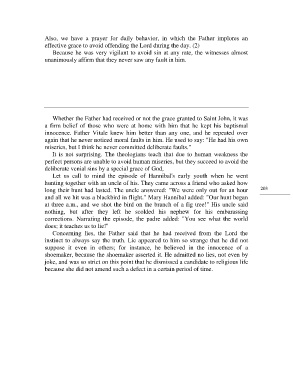 Also, we have a prayer for daily behavior, in which the Father implores an
effective grace to avoid offending the Lord during the day. (2)
Because he was very vigilant to avoid sin at any rate, the witnesses almost
unanimously affirm that they never saw any fault in him.
Whether the Father had received or not the grace granted to Saint John, it was
a firm belief of those who were at home with him that he kept his baptismal
innocence. Father Vitale knew him better than any one, and he repeated over
again that he never noticed moral faults in him. He used to say: "He had his own
miseries, but I think he never committed deliberate faults."
It is not surprising. The theologians teach that due to human weakness the
perfect persons are unable to avoid human miseries, but they succeed to avoid the
deliberate venial sins by a special grace of God.
Let us call to mind the episode of Hannibal's early youth when he went
hunting together with an uncle of his. They came across a friend who asked how
long their hunt had lasted. The uncle answered: "We were only out for an hour
and all we hit was a blackbird in flight." Mary Hannibal added: "Our hunt began
at three a.m., and we shot the bird on the branch of a fig tree!" His uncle said
nothing, but after they left he scolded his nephew for his embarrassing
corrections. Narrating the episode, the padre added: "You see what the world
does: it teaches us to lie!"
Concerning lies, the Father said that he had received from the Lord the
instinct to always say the truth. Lie appeared to him so strange that he did not
suppose it even in others; for instance, he believed in the innocence of a
shoemaker, because the shoemaker asserted it. He admitted no lies, not even by
joke, and was so strict on this point that he dismissed a candidate to religious life
because she did not amend such a defect in a certain period of time.